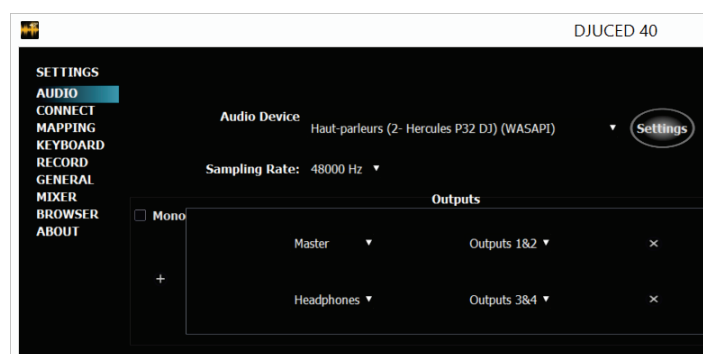 DJUCED 40
SETTINGS
AUDIO
CONNECT
MAPPING
KEYBOARD
RECORD
GENERAL
MIXER
BROWSER
ABOUT
Audio Device
Haut-parleurs (2- Hercules P32 DJ) (WASAPI)
Settings
Sampling Rate: 48000 Hz
Outputs
Mono
+
Master Outputs 1&2 ×
Headphones Outputs 3&4 ×